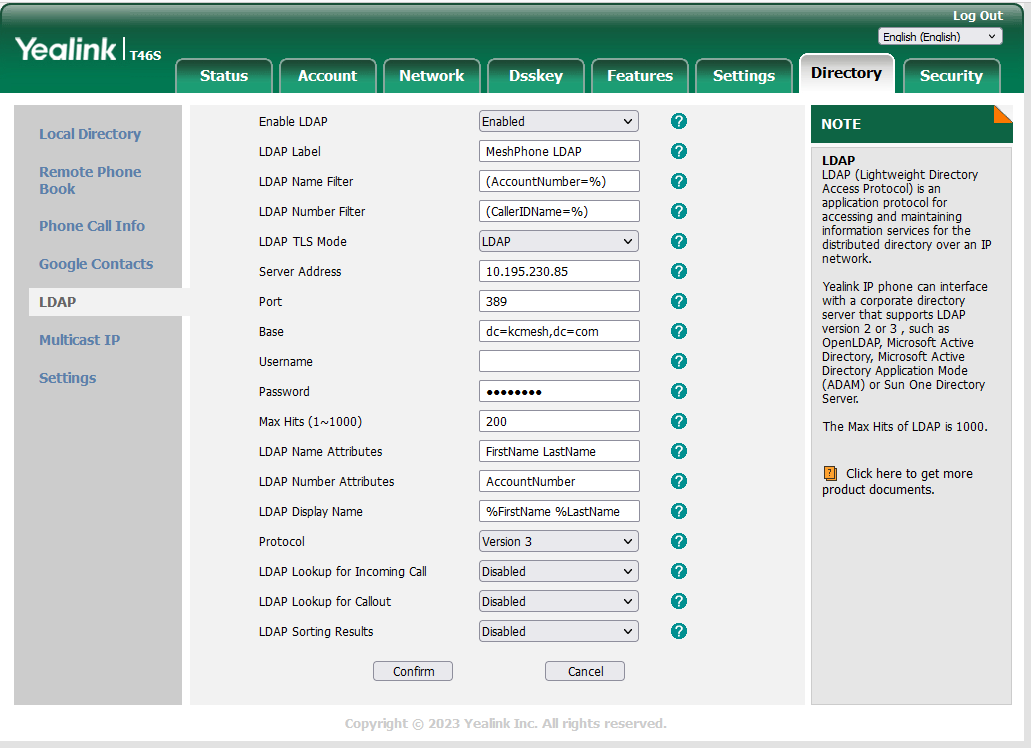 Log Out
English (English)
Yealink T46S
Status Account Network Dsskey Features Settings Directory Security
Local Directory
Remote Phone
Book
Phone Call Info
Google Contacts
LDAP
Multicast IP
Settings
Enable LDAP Enabled ?
LDAP Label MeshPhone LDAP ?
LDAP Name Filter (AccountNumber=%) ?
LDAP Number Filter (CallerIDName=%) ?
LDAP TLS Mode LDAP ?
Server Address 10.195.230.85 ?
Port 389 ?
Base dc=kcmesh,dc=com ?
Username ?
Password •••••••• ?
Max Hits (1~1000) 200 ?
LDAP Name Attributes FirstName LastName ?
LDAP Number Attributes AccountNumber ?
LDAP Display Name %FirstName %LastName ?
Protocol Version 3 ?
LDAP Lookup for Incoming Call Disabled ?
LDAP Lookup for Callout Disabled ?
LDAP Sorting Results Disabled ?
Confirm Cancel
NOTE
LDAP
LDAP (Lightweight Directory
Access Protocol) is an
application protocol for
accessing and maintaining
information services for the
distributed directory over an IP
network.
Yealink IP phone can interface
with a corporate directory
server that supports LDAP
version 2 or 3 , such as
OpenLDAP, Microsoft Active
Directory, Microsoft Active
Directory Application Mode
(ADAM) or Sun One Directory
Server.
The Max Hits of LDAP is 1000.
? Click here to get more
product documents.
Copyright © 2023 Yealink Inc. All rights reserved.